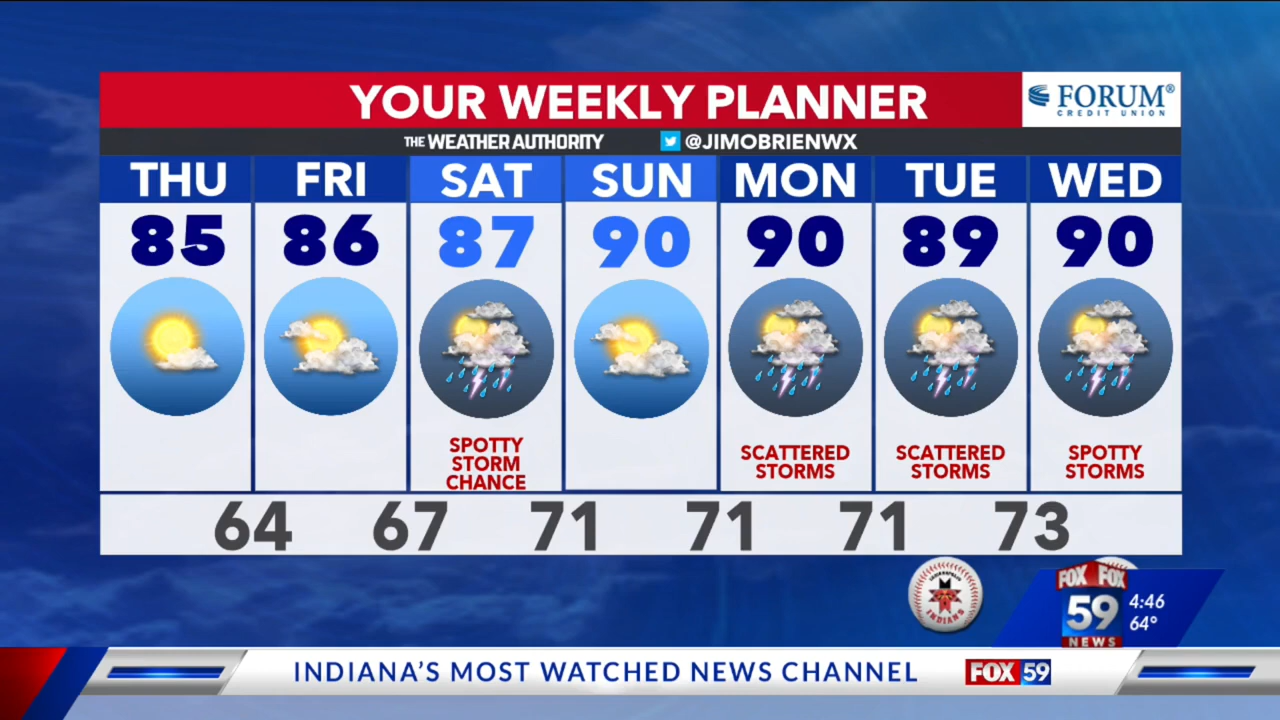 YOUR WEEKLY PLANNER
FORUM®
CREDIT UNION
THE WEATHER AUTHORITY @JIMOBRIENWX
THU FRI SAT SUN MON TUE WED
85 86 87 90 90 89 90
SPOTTY
STORM
CHANCE
SCATTERED
STORMS
SCATTERED
STORMS
SPOTTY
STORMS
64 67 71 71 71 73
INDIANS
FOX FOX
59
NEWS
4:46
64°
INDIANA'S MOST WATCHED NEWS CHANNEL FOX 59